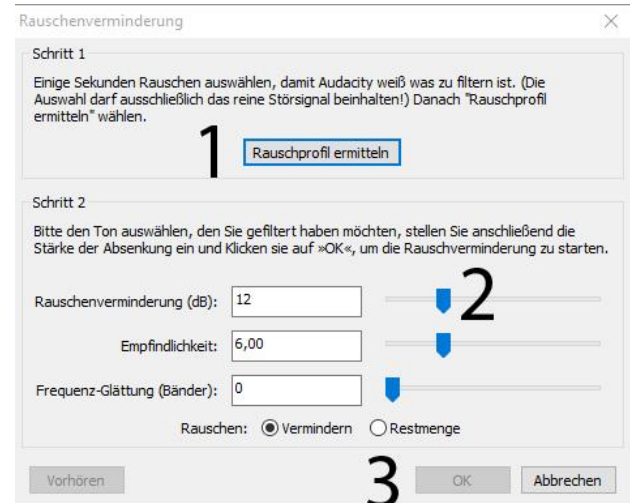 Rauschenverminderung
Schritt 1
Einige Sekunden Rauschen auswählen, damit Audacity weiß was zu filtern ist. (Die
Auswahl darf ausschließlich das reine Störsignal beinhalten!) Danach "Rauschprofil
ermitteln" wählen.
1
Rauschprofil ermitteln
Schritt 2
Bitte den Ton auswählen, den Sie gefiltert haben möchten, stellen Sie anschließend die
Stärke der Absenkung ein und Klicken sie auf »OK«, um die Rauschverminderung zu starten.
Rauschenverminderung (dB): 12 2
Empfindlichkeit: 6,00
Frequenz-Glättung (Bänder): 0
Rauschen: Vermindern Restmenge
Vorhören 3 OK Abbrechen